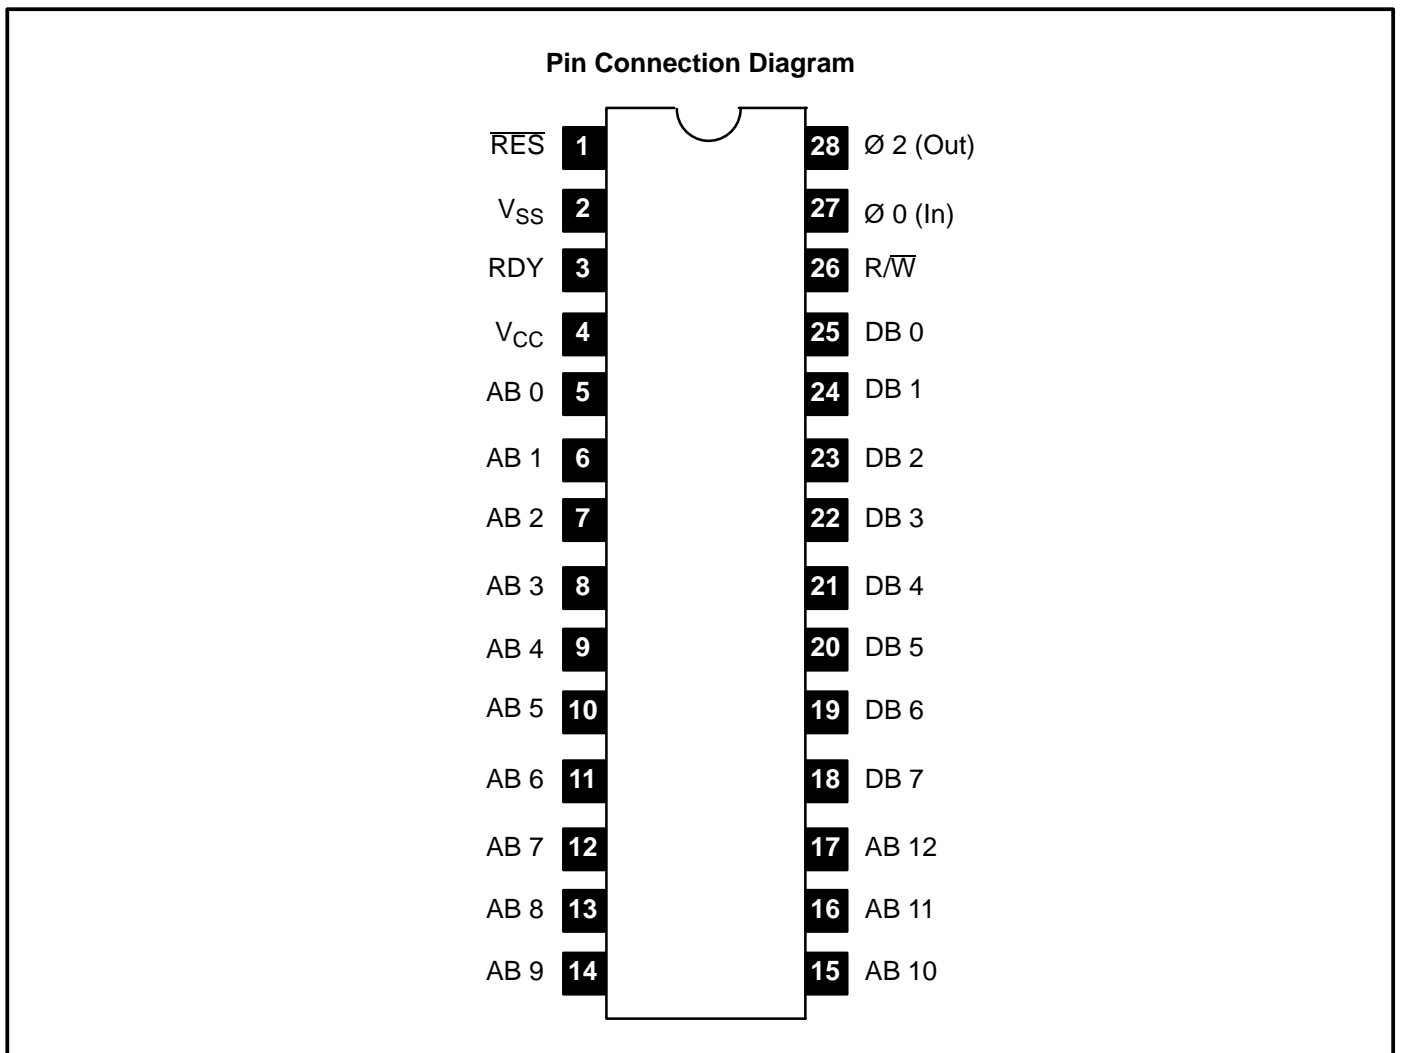 Pin Connection Diagram
R̅E̅S̅ 1 28 Ø 2 (Out)
VSS 2 27 Ø 0 (In)
RDY 3 26 R/W̅
VCC 4 25 DB 0
AB 0 5 24 DB 1
AB 1 6 23 DB 2
AB 2 7 22 DB 3
AB 3 8 21 DB 4
AB 4 9 20 DB 5
AB 5 10 19 DB 6
AB 6 11 18 DB 7
AB 7 12 17 AB 12
AB 8 13 16 AB 11
AB 9 14 15 AB 10